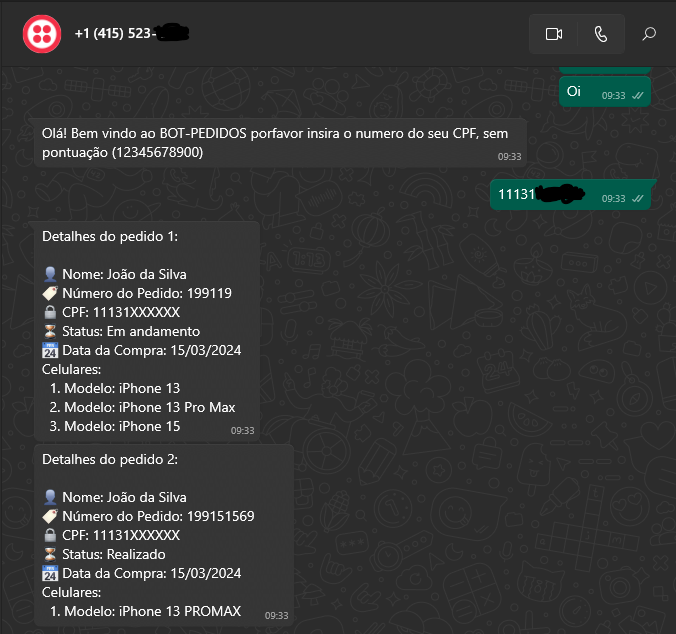 +1 (415) 523-
Oi
09:33
Olá! Bem vindo ao BOT-PEDIDOS porfavor insira o numero do seu CPF, sem
pontuação (12345678900)
09:33
11131
09:33
Detalhes do pedido 1:
👤 Nome: João da Silva
🏷️ Número do Pedido: 199119
🔒 CPF: 11131XXXXXX
⏳ Status: Em andamento
📅 Data da Compra: 15/03/2024
Celulares:
1. Modelo: iPhone 13
2. Modelo: iPhone 13 Pro Max
3. Modelo: iPhone 15
09:33
Detalhes do pedido 2:
👤 Nome: João da Silva
🏷️ Número do Pedido: 199151569
🔒 CPF: 11131XXXXXX
⏳ Status: Realizado
📅 Data da Compra: 15/03/2024
Celulares:
1. Modelo: iPhone 13 PROMAX
09:33